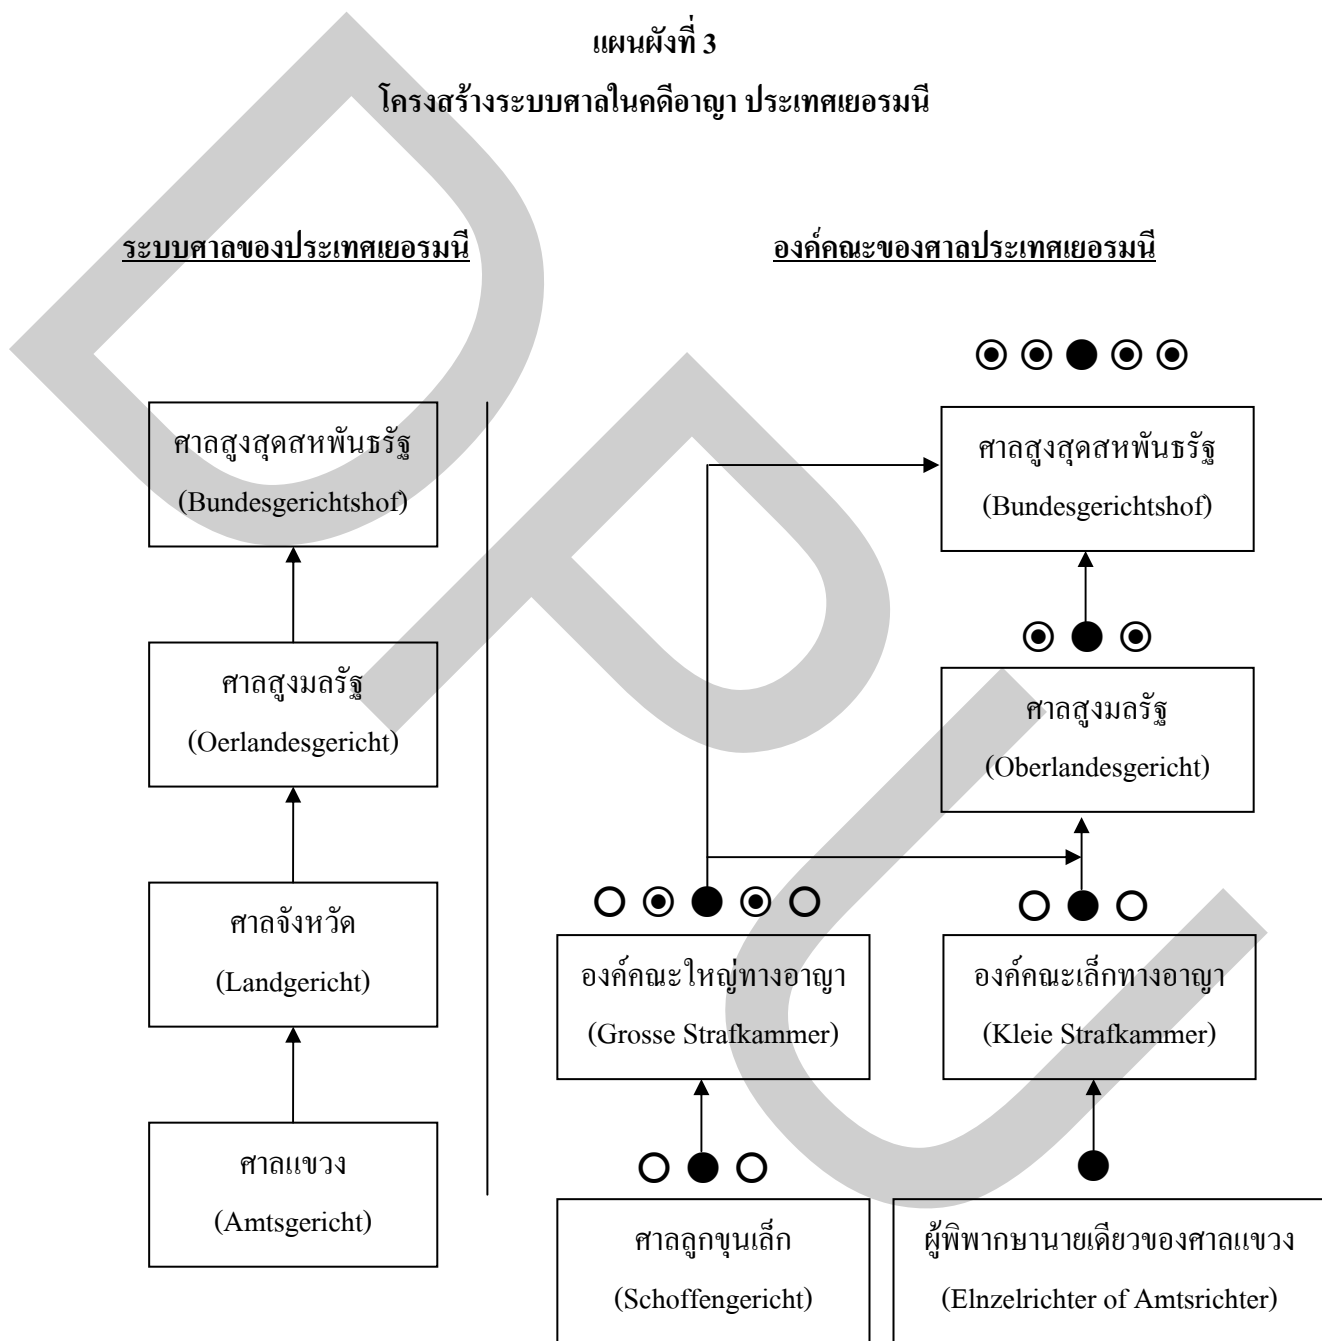 แผนผังที่ 3
โครงสร้างระบบศาลในคดีอาญา ประเทศเยอรมนี
ระบบศาลของประเทศเยอรมนี
องค์คณะของศาลประเทศเยอรมนี
ศาลสูงสุดสหพันธรัฐ
(Bundesgerichtshof)
ศาลสูงมลรัฐ
(Oerlandesgericht)
ศาลจังหวัด
(Landgericht)
ศาลแขวง
(Amtsgericht)
ศาลสูงสุดสหพันธรัฐ
(Bundesgerichtshof)
ศาลสูงมลรัฐ
(Oberlandesgericht)
องค์คณะใหญ่ทางอาญา
(Grosse Strafkammer)
องค์คณะเล็กทางอาญา
(Kleie Strafkammer)
ศาลลูกขุนเล็ก
(Schoffengericht)
ผู้พิพากษานายเดียวของศาลแขวง
(Elnzelrichter of Amtsrichter)
DPU